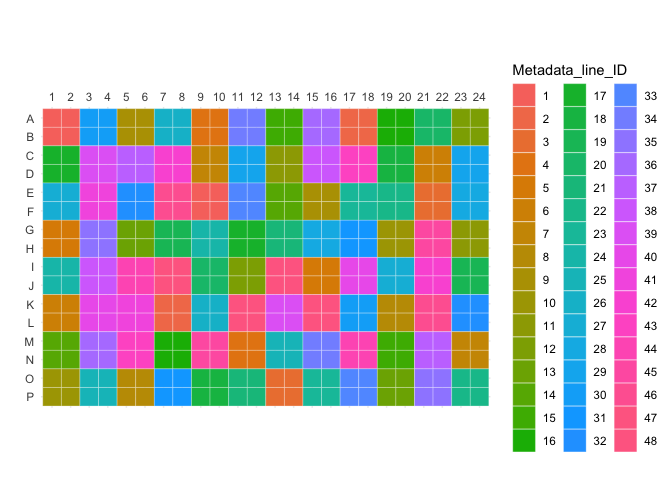 Metadata_line_ID
1 2 3 4 5 6 7 8 9 10 11 12 13 14 15 16 17 18 19 20 21 22 23 24
A
B
C
D
E
F
G
H
I
J
K
L
M
N
O
P
1 17 33
2 18 34
3 19 35
4 20 36
5 21 37
6 22 38
7 23 39
8 24 40
9 25 41
10 26 42
11 27 43
12 28 44
13 29 45
14 30 46
15 31 47
16 32 48